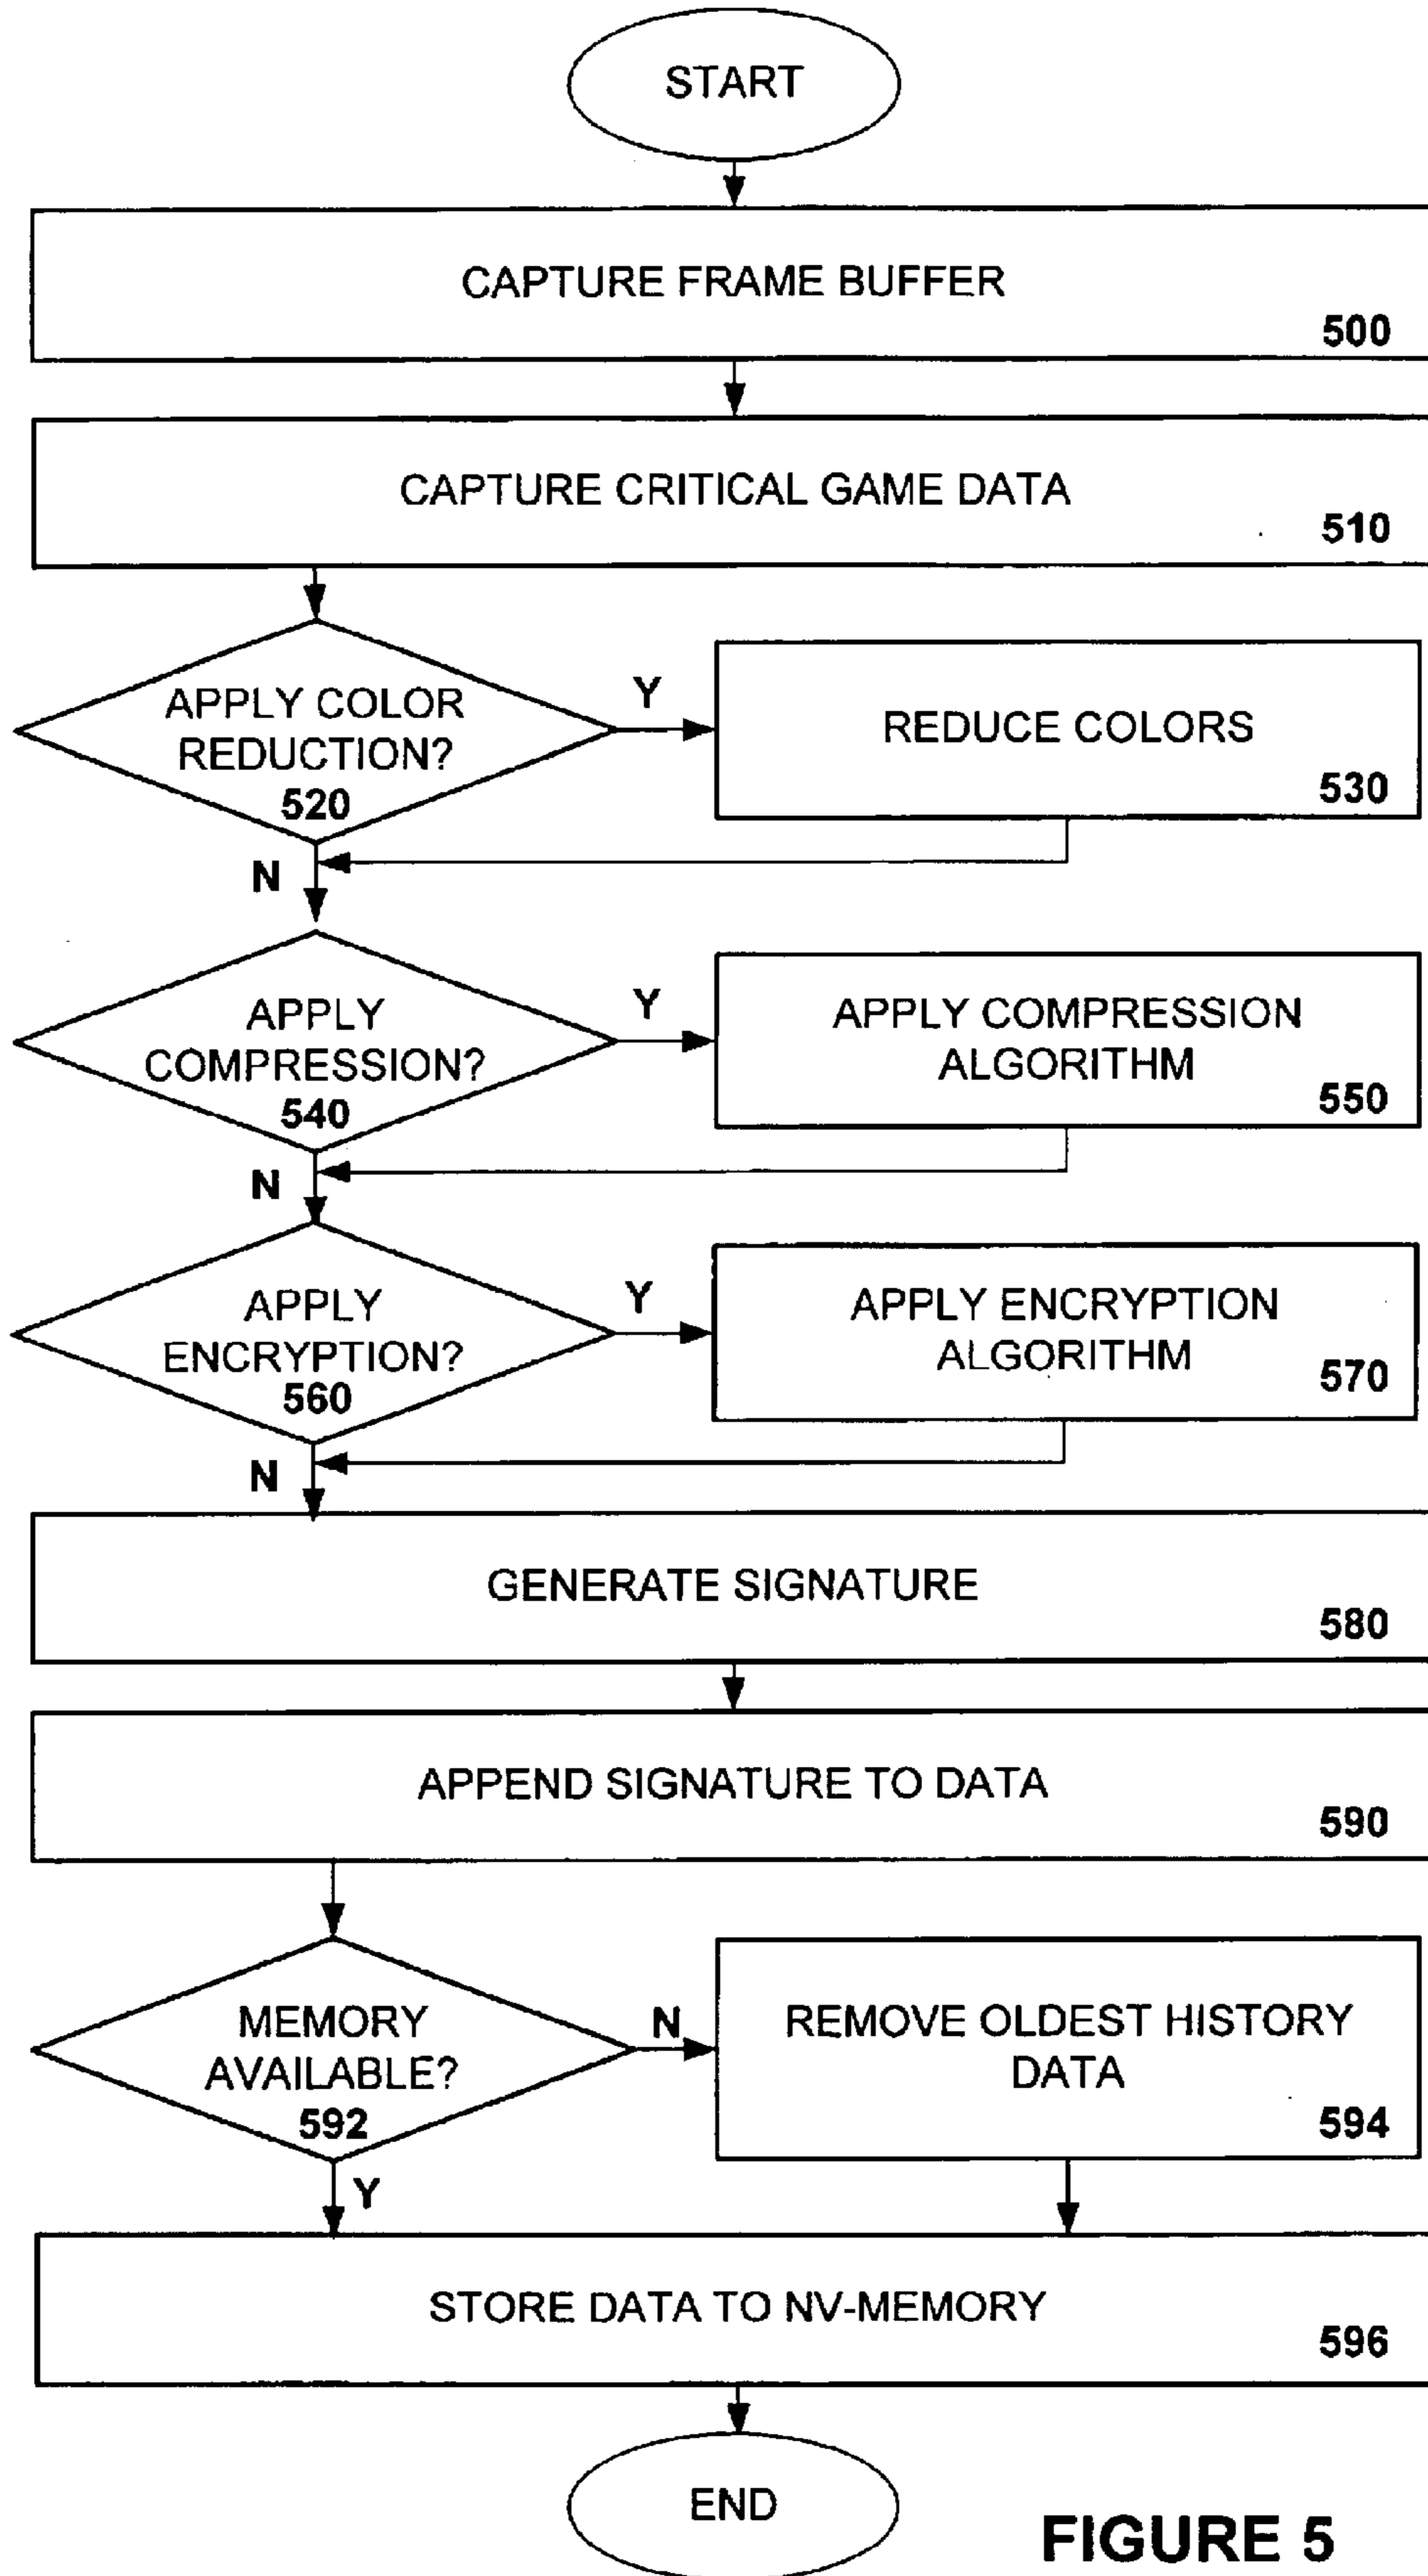 START
CAPTURE FRAME BUFFER
500
CAPTURE CRITICAL GAME DATA
510
APPLY COLOR
REDUCTION?
520
Y
REDUCE COLORS
530
N
APPLY
COMPRESSION?
540
Y
APPLY COMPRESSION
ALGORITHM
550
N
APPLY
ENCRYPTION?
560
Y
APPLY ENCRYPTION
ALGORITHM
570
N
GENERATE SIGNATURE
580
APPEND SIGNATURE TO DATA
590
MEMORY
AVAILABLE?
592
N
REMOVE OLDEST HISTORY
DATA
594
Y
STORE DATA TO NV-MEMORY
596
END
FIGURE 5